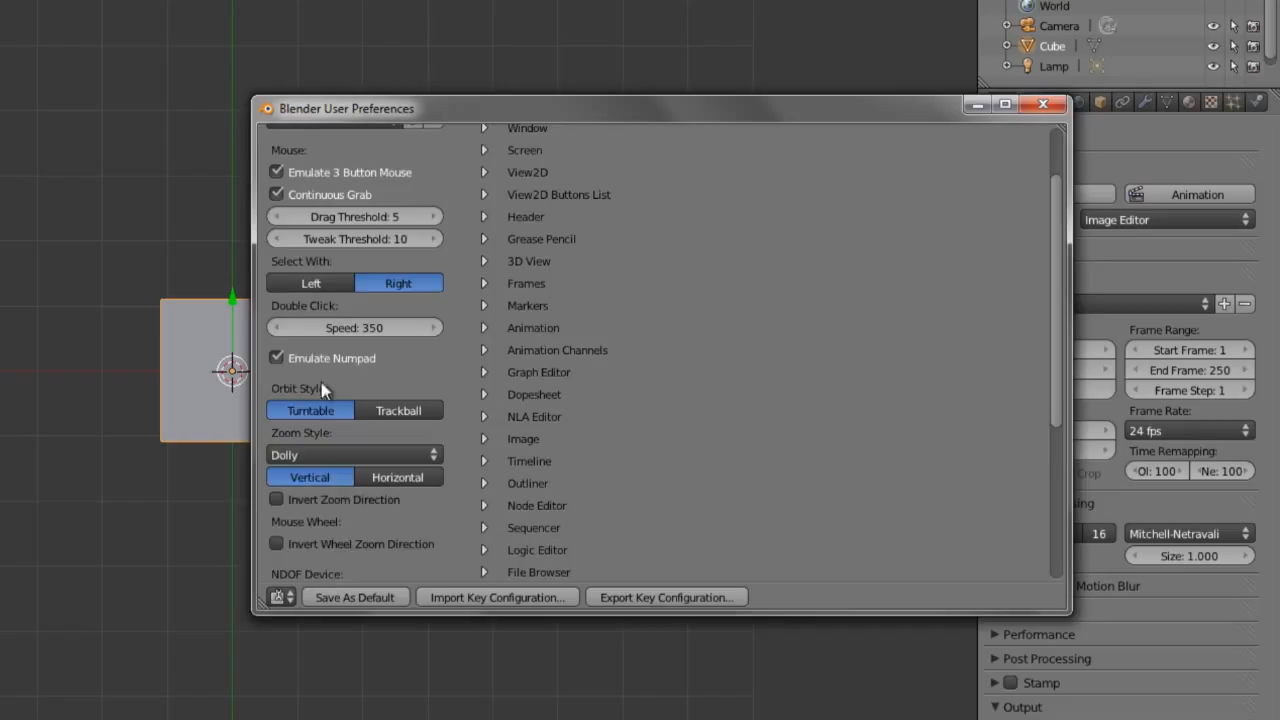 World
Camera
Cube
Lamp
Blender User Preferences
Mouse:
Emulate 3 Button Mouse
Continuous Grab
Drag Threshold: 5
Tweak Threshold: 10
Select With:
Left Right
Double Click:
Speed: 350
Emulate Numpad
Orbit Style
Turntable Trackball
Zoom Style:
Dolly
Vertical Horizontal
Invert Zoom Direction
Mouse Wheel:
Invert Wheel Zoom Direction
NDOF Device:
Window
Screen
View2D
View2D Buttons List
Header
Grease Pencil
3D View
Frames
Markers
Animation
Animation Channels
Graph Editor
Dopesheet
NLA Editor
Image
Timeline
Outliner
Node Editor
Sequencer
Logic Editor
File Browser
Save As Default Import Key Configuration... Export Key Configuration...
Animation
Image Editor
Frame Range:
Start Frame: 1
End Frame: 250
Frame Step: 1
Frame Rate:
24 fps
Time Remapping:
Ol: 100 Ne: 100
Crop
16 Mitchell-Netravali
Size: 1.000
Motion Blur
Performance
Post Processing
Stamp
Output